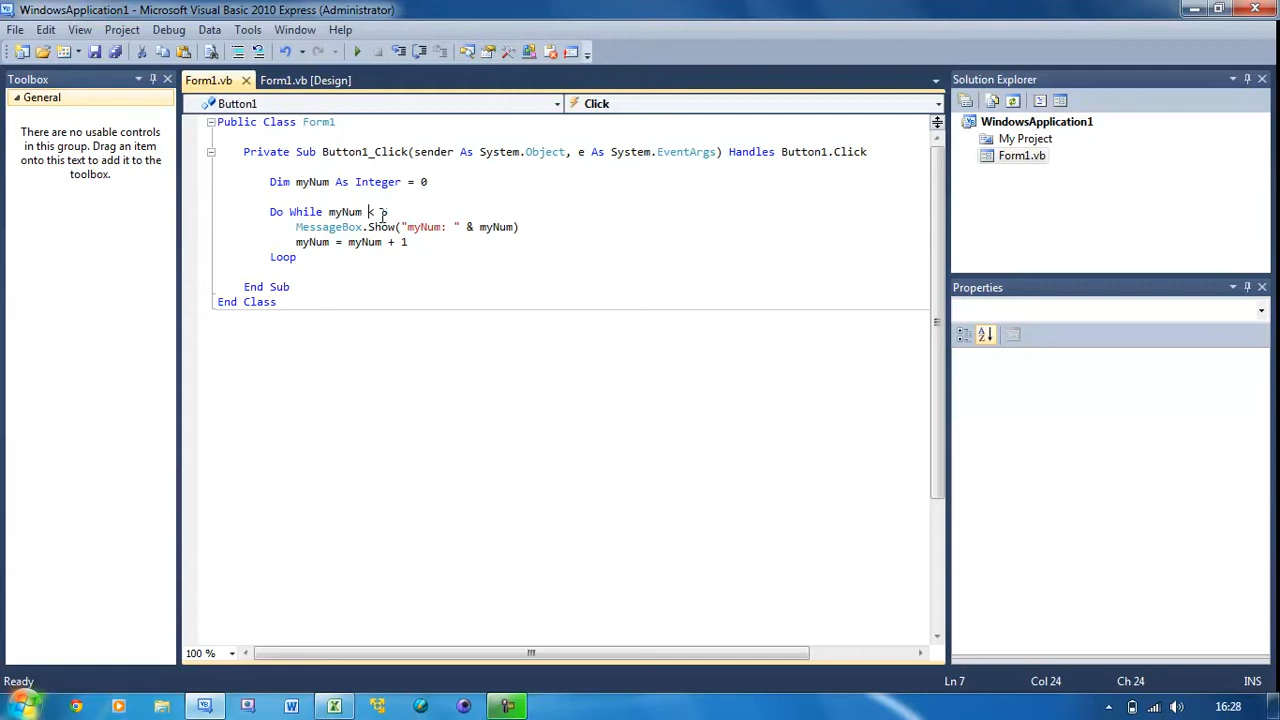 WindowsApplication1 - Microsoft Visual Basic 2010 Express (Administrator)
File Edit View Project Debug Data Tools Window Help
Toolbox
General
There are no usable controls
in this group. Drag an item
onto this text to add it to the
toolbox.
Form1.vb Form1.vb [Design]
Button1 Click
Public Class Form1
Private Sub Button1_Click(sender As System.Object, e As System.EventArgs) Handles Button1.Click
Dim myNum As Integer = 0
Do While myNum <
MessageBox.Show("myNum: " & myNum)
myNum = myNum + 1
Loop
End Sub
End Class
100 %
Solution Explorer
WindowsApplication1
My Project
Form1.vb
Properties
Ready Ln 7 Col 24 Ch 24 INS
16:28